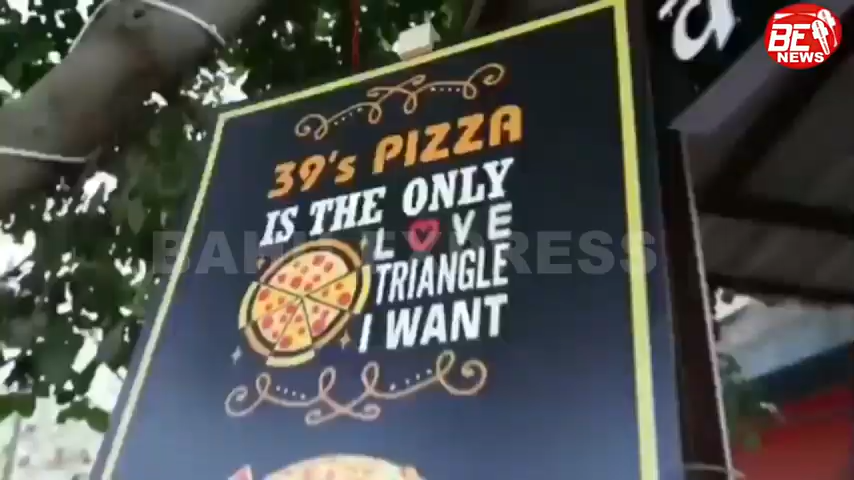 BE
NEWS
39's PIZZA
IS THE ONLY
LOVE
TRIANGLE
I WANT